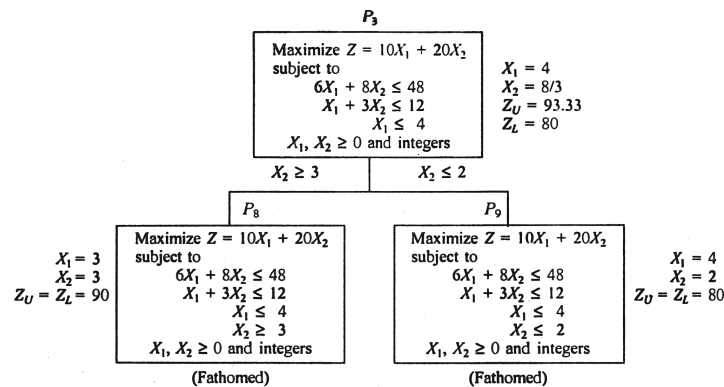 P₃
Maximize Z = 10X₁ + 20X₂
subject to
6X₁ + 8X₂ ≤ 48
X₁ + 3X₂ ≤ 12
X₁ ≤ 4
X₁, X₂ ≥ 0 and integers
X₁ = 4
X₂ = 8/3
Z_U = 93.33
Z_L = 80
X₂ ≥ 3
X₂ ≤ 2
P₈
X₁ = 3
X₂ = 3
Z_U = Z_L = 90
Maximize Z = 10X₁ + 20X₂
subject to
6X₁ + 8X₂ ≤ 48
X₁ + 3X₂ ≤ 12
X₁ ≤ 4
X₂ ≥ 3
X₁, X₂ ≥ 0 and integers
(Fathomed)
P₉
Maximize Z = 10X₁ + 20X₂
subject to
6X₁ + 8X₂ ≤ 48
X₁ + 3X₂ ≤ 12
X₁ ≤ 4
X₂ ≤ 2
X₁, X₂ ≥ 0 and integers
X₁ = 4
X₂ = 2
Z_U = Z_L = 80
(Fathomed)